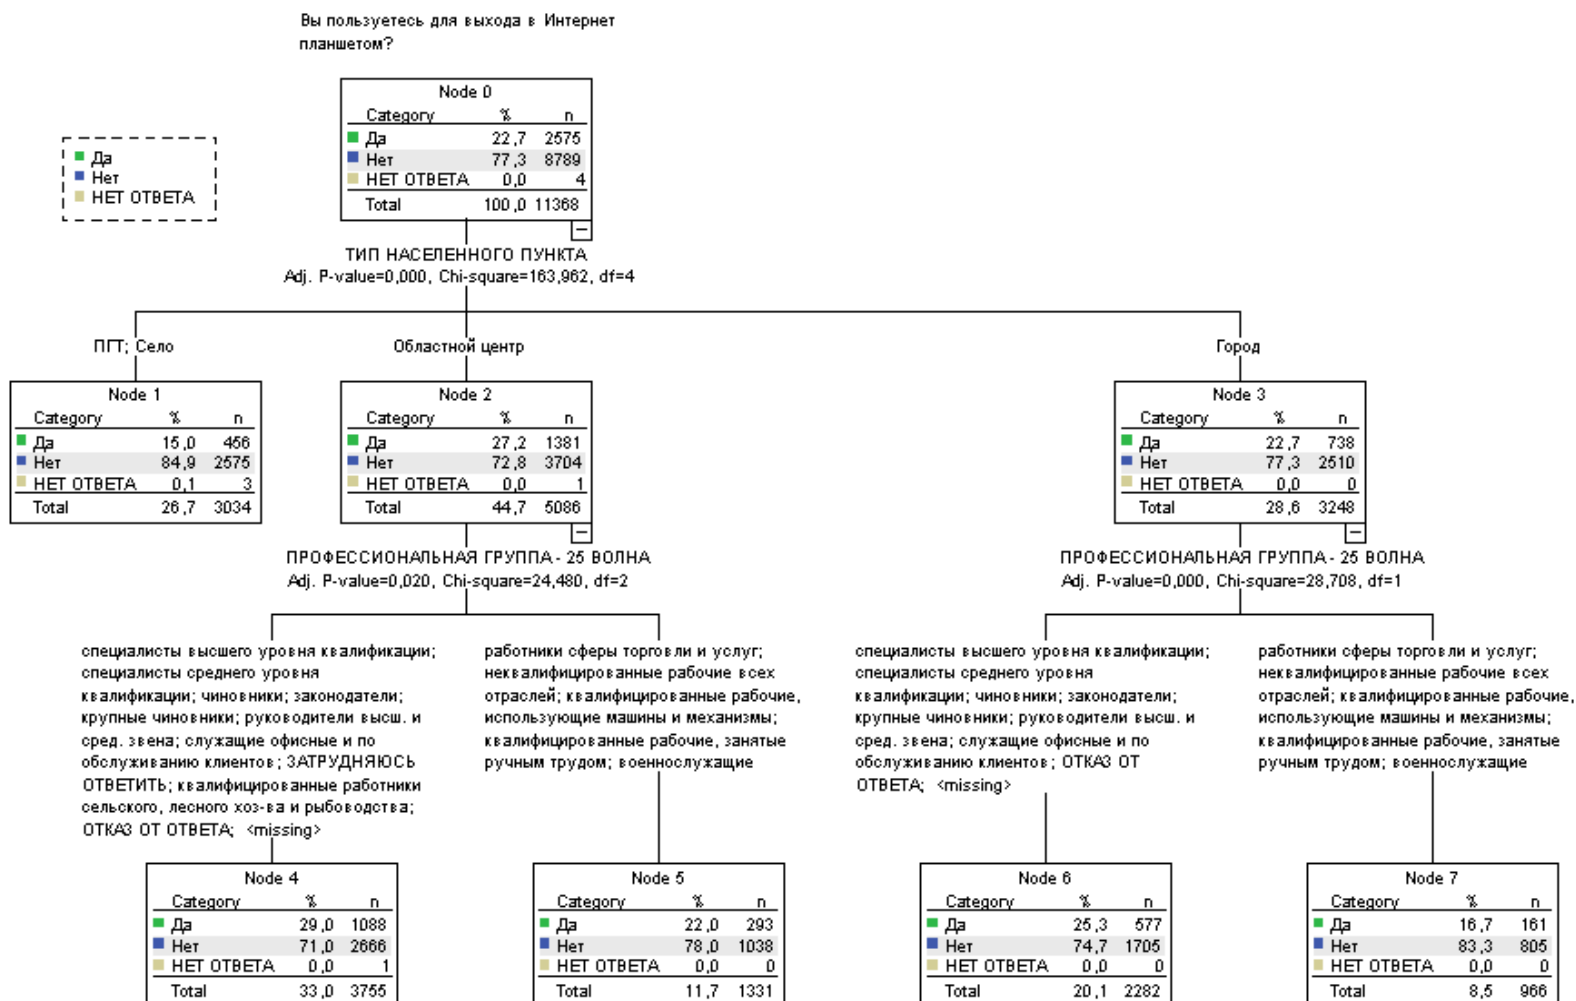 Вы пользуетесь для выхода в Интернет
планшетом?
Да
Нет
НЕТ ОТВЕТА
Node 0
Category % n
Да 22,7 2575
Нет 77,3 8789
НЕТ ОТВЕТА 0,0 4
Total 100,0 11368
ТИП НАСЕЛЕННОГО ПУНКТА
Adj. P-value=0,000, Chi-square=163,962, df=4
ПГТ; Село
Node 1
Category % n
Да 15,0 456
Нет 84,9 2575
НЕТ ОТВЕТА 0,1 3
Total 26,7 3034
Областной центр
Node 2
Category % n
Да 27,2 1381
Нет 72,8 3704
НЕТ ОТВЕТА 0,0 1
Total 44,7 5086
Город
Node 3
Category % n
Да 22,7 738
Нет 77,3 2510
НЕТ ОТВЕТА 0,0 0
Total 28,6 3248
ПРОФЕССИОНАЛЬНАЯ ГРУППА - 25 ВОЛНА
Adj. P-value=0,020, Chi-square=24,480, df=2
ПРОФЕССИОНАЛЬНАЯ ГРУППА - 25 ВОЛНА
Adj. P-value=0,000, Chi-square=28,708, df=1
специалисты высшего уровня квалификации;
специалисты среднего уровня
квалификации; чиновники; законодатели;
крупные чиновники; руководители высш. и
сред. звена; служащие офисные и по
обслуживанию клиентов; ЗАТРУДНЯЮСЬ
ОТВЕТИТЬ; квалифицированные работники
сельского, лесного хоз-ва и рыбоводства;
ОТКАЗ ОТ ОТВЕТА; <missing>
Node 4
Category % n
Да 29,0 1088
Нет 71,0 2666
НЕТ ОТВЕТА 0,0 1
Total 33,0 3755
работники сферы торговли и услуг;
неквалифицированные рабочие всех
отраслей; квалифицированные рабочие,
использующие машины и механизмы;
квалифицированные рабочие, занятые
ручным трудом; военнослужащие
Node 5
Category % n
Да 22,0 293
Нет 78,0 1038
НЕТ ОТВЕТА 0,0 0
Total 11,7 1331
специалисты высшего уровня квалификации;
специалисты среднего уровня
квалификации; чиновники; законодатели;
крупные чиновники; руководители высш. и
сред. звена; служащие офисные и по
обслуживанию клиентов; ОТКАЗ ОТ
ОТВЕТА; <missing>
Node 6
Category % n
Да 25,3 577
Нет 74,7 1705
НЕТ ОТВЕТА 0,0 0
Total 20,1 2282
работники сферы торговли и услуг;
неквалифицированные рабочие всех
отраслей; квалифицированные рабочие,
использующие машины и механизмы;
квалифицированные рабочие, занятые
ручным трудом; военнослужащие
Node 7
Category % n
Да 16,7 161
Нет 83,3 805
НЕТ ОТВЕТА 0,0 0
Total 8,5 966